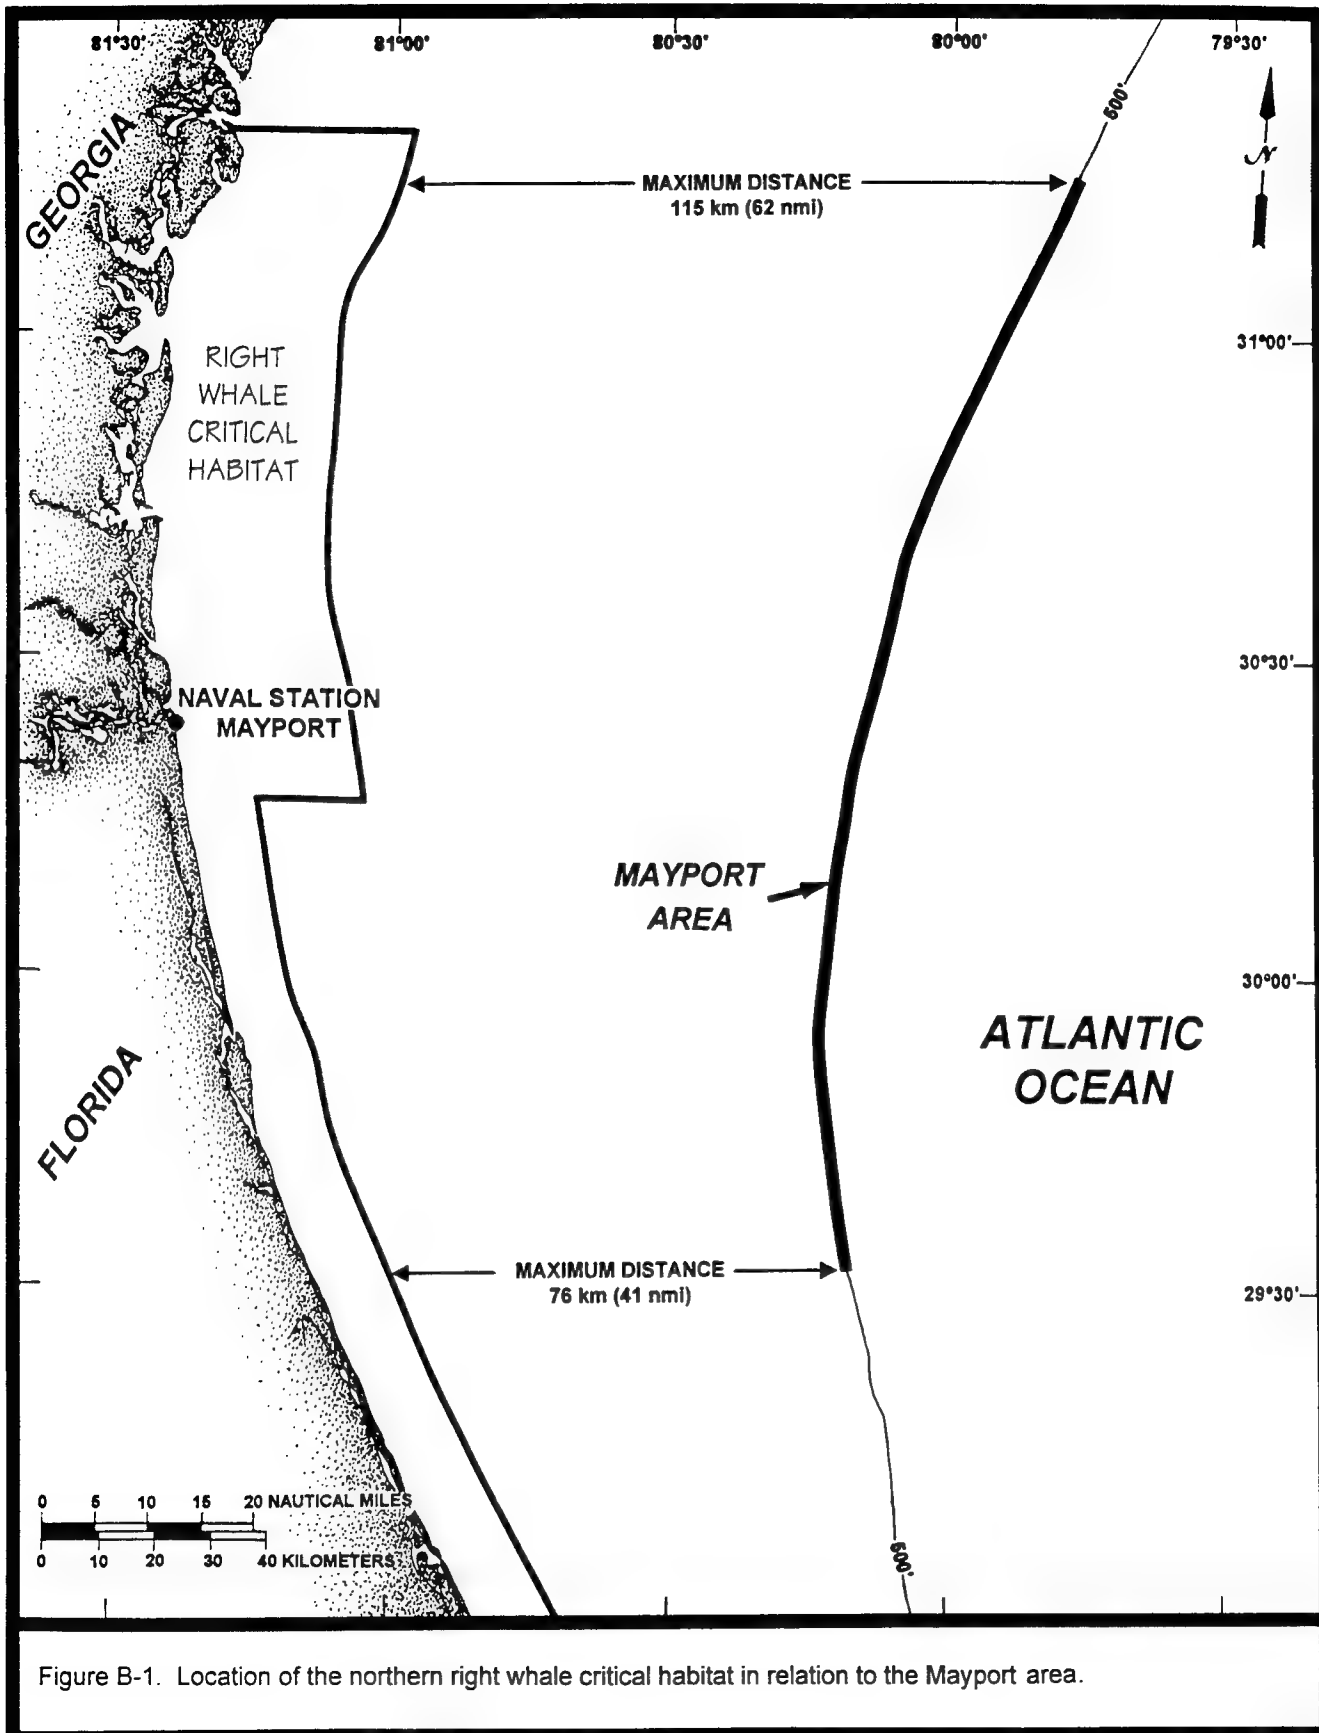 81°30'
81°00'
80°30'
80°00'
79°30'
600'
N
GEORGIA
MAXIMUM DISTANCE
115 km (62 nmi)
31°00'
RIGHT
WHALE
CRITICAL
HABITAT
30°30'
NAVAL STATION
MAYPORT
MAYPORT
AREA
30°00'
ATLANTIC
OCEAN
FLORIDA
MAXIMUM DISTANCE
76 km (41 nmi)
29°30'
0 5 10 15 20 NAUTICAL MILES
0 10 20 30 40 KILOMETERS
600'
Figure B-1. Location of the northern right whale critical habitat in relation to the Mayport area.